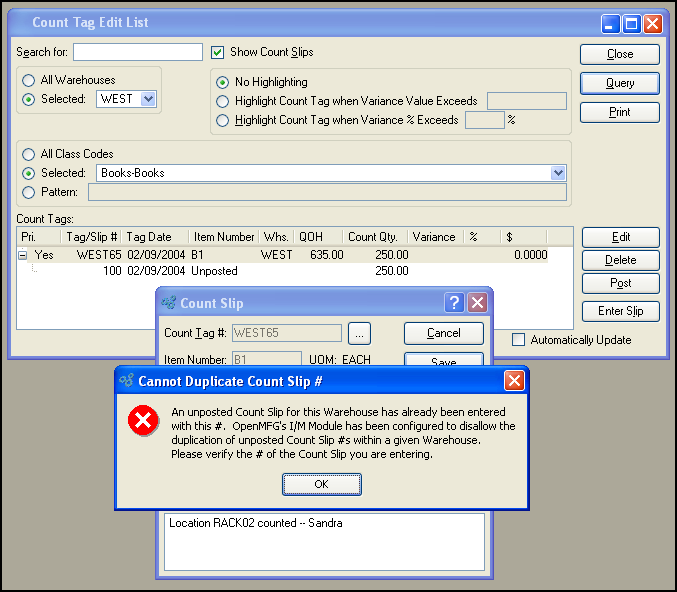 Count Tag Edit List
Search for:
Show Count Slips
Close
All Warehouses
Selected: WEST
No Highlighting
Highlight Count Tag when Variance Value Exceeds
Highlight Count Tag when Variance % Exceeds %
Query
Print
All Class Codes
Selected: Books-Books
Pattern:
Count Tags:
Pri. Tag/Slip # Tag Date Item Number Whs. QOH Count Qty. Variance % $
Yes WEST65 02/09/2004 B1 WEST 635.00 250.00 0.0000
100 02/09/2004 Unposted 250.00
Edit
Delete
Post
Enter Slip
Automatically Update
Count Slip
Count Tag #: WEST65 ... Cancel
Item Number: B1 UOM: EACH Save
Cannot Duplicate Count Slip #
An unposted Count Slip for this Warehouse has already been entered
with this #. OpenMFG's I/M Module has been configured to disallow the
duplication of unposted Count Slip #s within a given Warehouse.
Please verify the # of the Count Slip you are entering.
OK
Location RACK02 counted -- Sandra